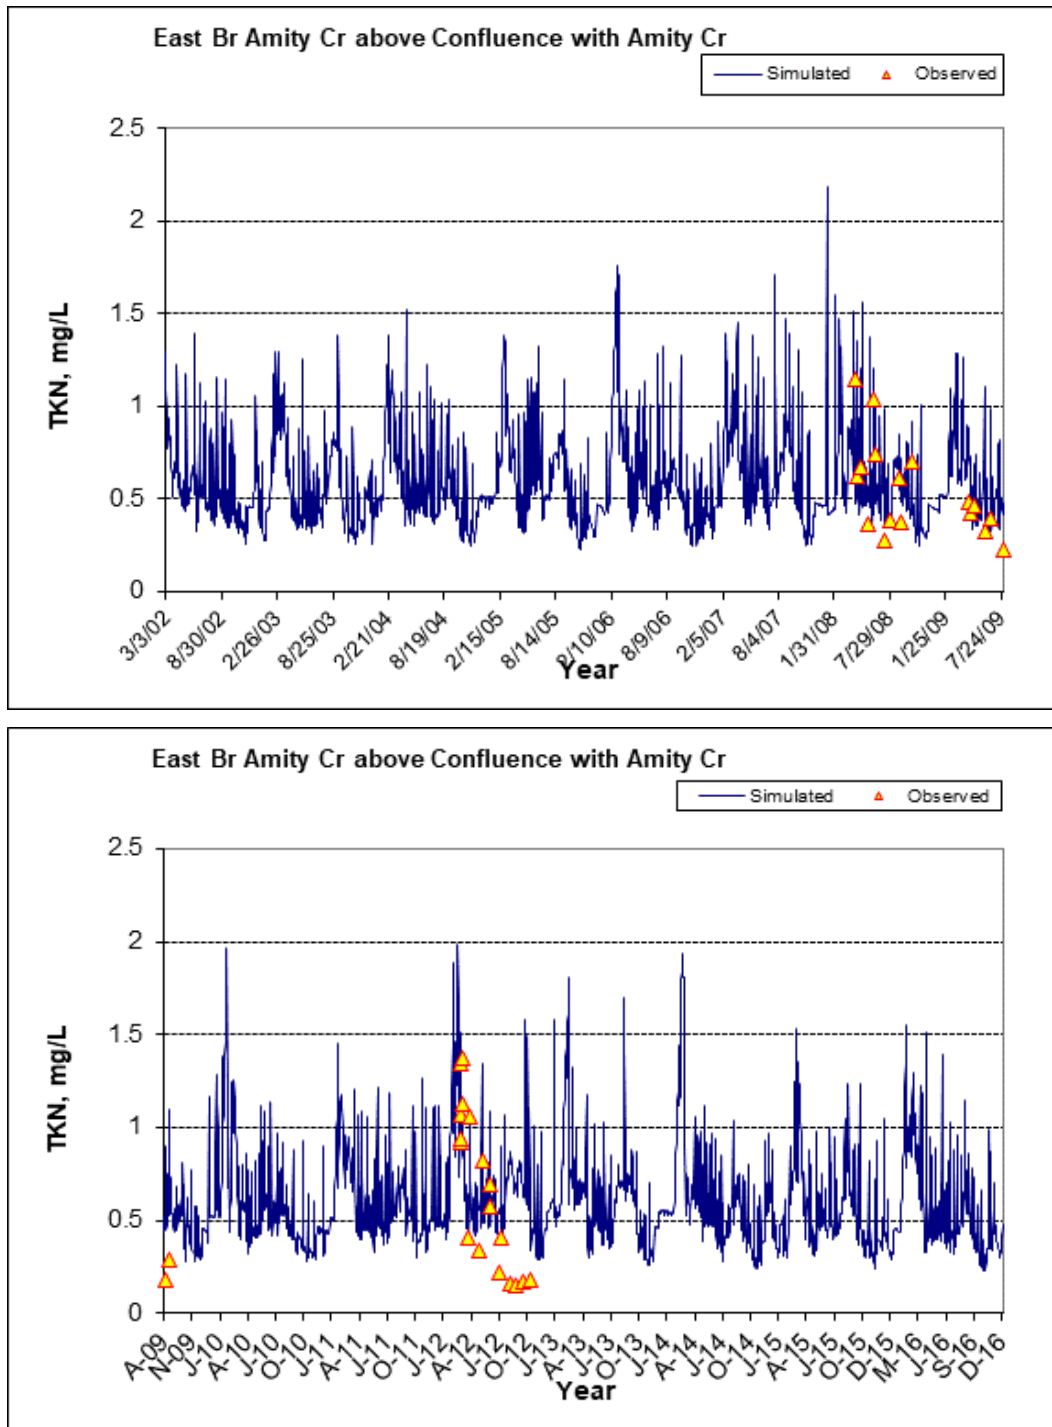 East Br Amity Cr above Confluence with Amity Cr
Simulated Observed
2.5
2
1.5
1
0.5
0
TKN, mg/L
3/3/02 8/30/02 2/26/03 8/25/03 2/21/04 8/19/04 2/15/05 8/14/05 2/10/06 8/9/06 2/5/07 8/4/07 1/31/08 7/29/08 1/25/09 7/24/09
Year
East Br Amity Cr above Confluence with Amity Cr
Simulated Observed
2.5
2
1.5
1
0.5
0
TKN, mg/L
A-09 N-09 J-10 A-10 J-10 O-10 J-11 A-11 J-11 O-11 J-12 A-12 J-12 O-12 J-13 A-13 J-13 O-13 J-14 A-14 J-14 O-14 J-15 A-15 J-15 O-15 D-15 M-16 J-16 S-16 D-16
Year